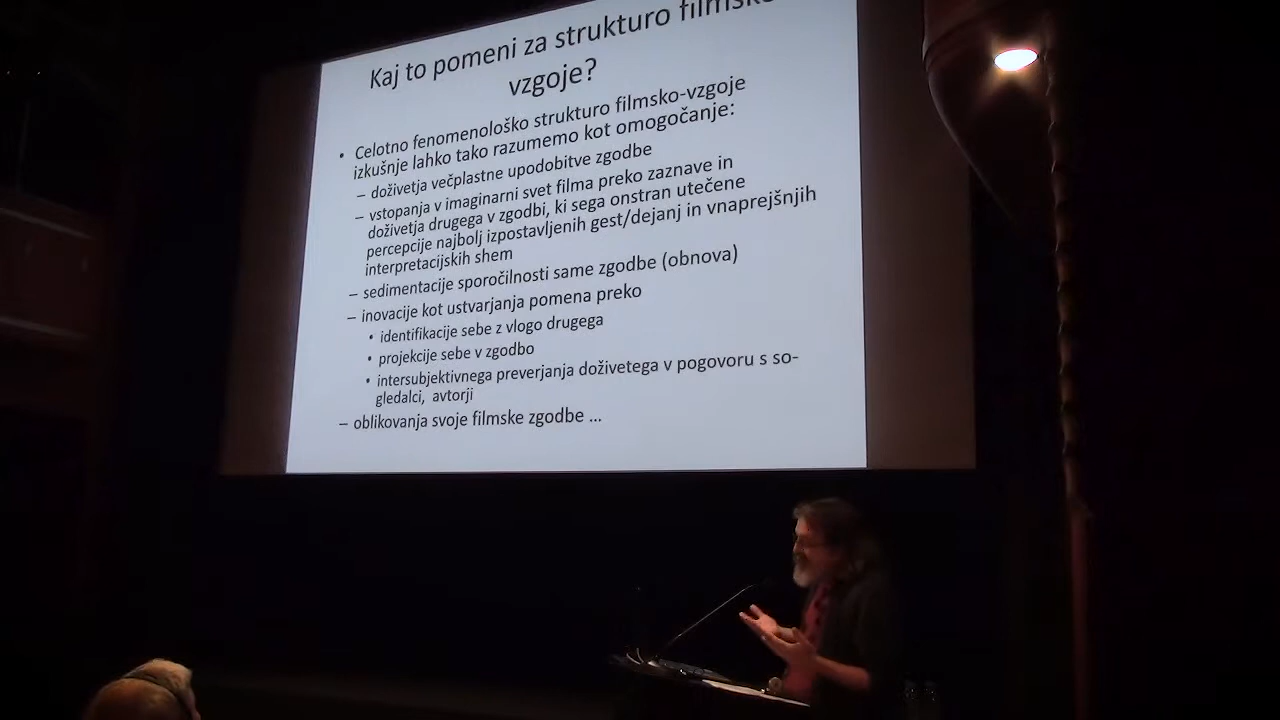 Kaj to pomeni za strukturo filmsko
vzgoje?
• Celotno fenomenološko strukturo filmsko-vzgoje
izkušnje lahko tako razumemo kot omogočanje:
– doživetja večplastne upodobitve zgodbe
– vstopanja v imaginarni svet filma preko zaznave in
doživetja drugega v zgodbi, ki sega onstran utečene
percepcije najbolj izpostavljenih gest/dejanj in vnaprejšnjih
interpretacijskih shem
– sedimentacije sporočilnosti same zgodbe (obnova)
– inovacije kot ustvarjanja pomena preko
• identifikacije sebe z vlogo drugega
• projekcije sebe v zgodbo
• intersubjektivnega preverjanja doživetega v pogovoru s so-
gledalci, avtorji
– oblikovanja svoje filmske zgodbe ...